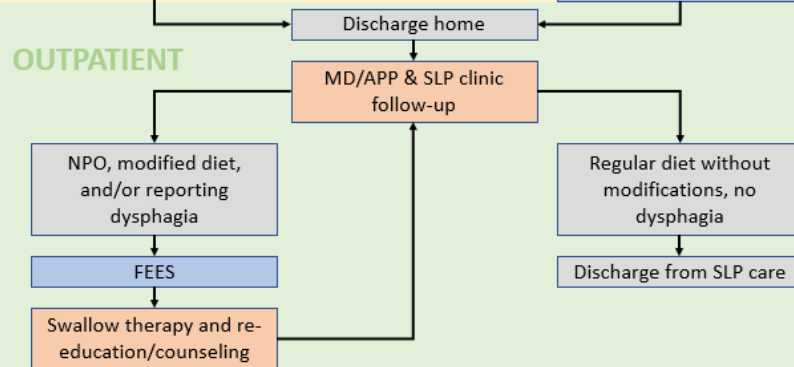 Discharge home
OUTPATIENT
MD/APP & SLP clinic
follow-up
NPO, modified diet,
and/or reporting
dysphagia
Regular diet without
modifications, no
dysphagia
FEES
Discharge from SLP care
Swallow therapy and re-
education/counseling